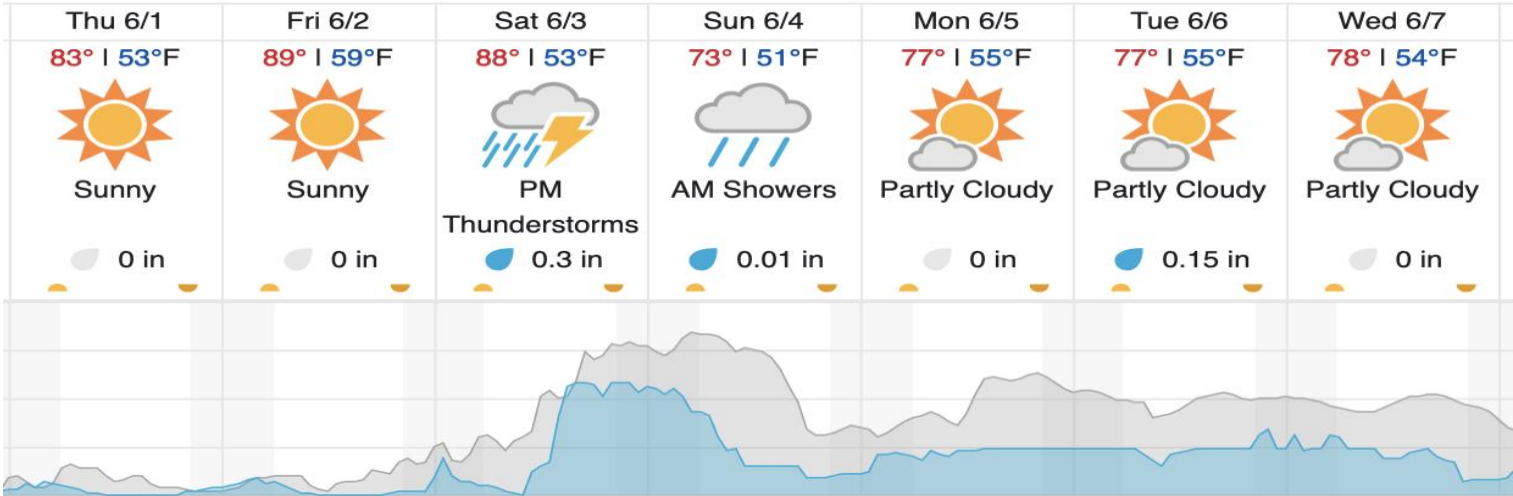 Thu 6/1
83° | 53°F
Sunny
0 in
Fri 6/2
89° | 59°F
Sunny
0 in
Sat 6/3
88° | 53°F
PM
Thunderstorms
0.3 in
Sun 6/4
73° | 51°F
AM Showers
0.01 in
Mon 6/5
77° | 55°F
Partly Cloudy
0 in
Tue 6/6
77° | 55°F
Partly Cloudy
0.15 in
Wed 6/7
78° | 54°F
Partly Cloudy
0 in